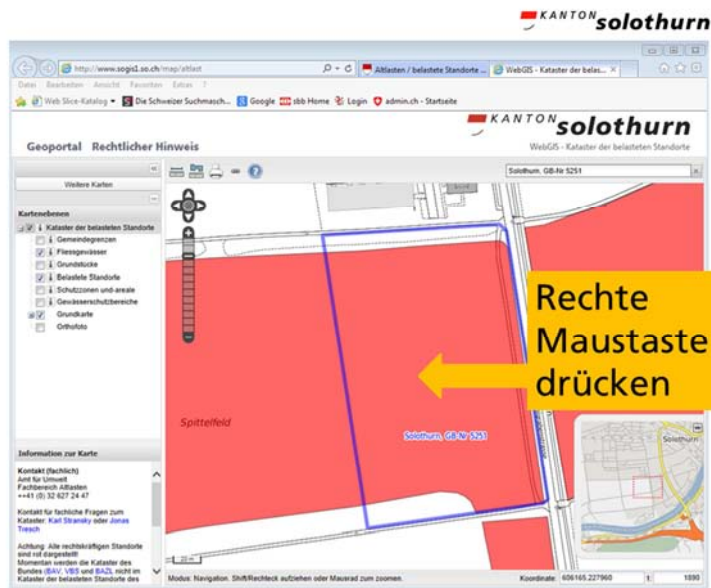 KANTON solothurn
http://www.sogis1.so.ch/map/altlast
Altlasten / belastete Standorte ...
WebGIS - Kataster der belas...
Datei Bearbeiten Ansicht Favoriten Extras ?
Web Slice-Katalog
Die Schweizer Suchmasch...
Google
sbb Home
Login
admin.ch - Startseite
KANTON solothurn
Geoportal Rechtlicher Hinweis
WebGIS - Kataster der belasteten Standorte
Weitere Karten
Solothurn, GB-Nr 5251
Kartenebenen
Kataster der belasteten Standorte
Gemeindegrenzen
Fliessgewässer
Grundstücke
Belastete Standorte
Schutzzonen und-areale
Gewässerschutzbereiche
Grundkarte
Orthofoto
Rechte
Maustaste
drücken
Spittelfeld
Solothurn, GB-Nr 5251
Solothurn
Information zur Karte
Kontakt (fachlich)
Amt für Umwelt
Fachbereich Altlasten
++41 (0) 32 627 24 47
Kontakt für fachliche Fragen zum
Kataster: Karl Stransky oder Jonas
Tresch
Achtung: Alle rechtskräftigen Standorte
sind rot dargestellt!
Momentan werden die Kataster des
Bundes (BAV, VBS und BAZL nicht im
Kataster der belasteten Standorte des
20 m
Modus: Navigation. Shift/Rechteck aufziehen oder Mausrad zum zoomen.
Koordinate: 606165.227960
1: 1890